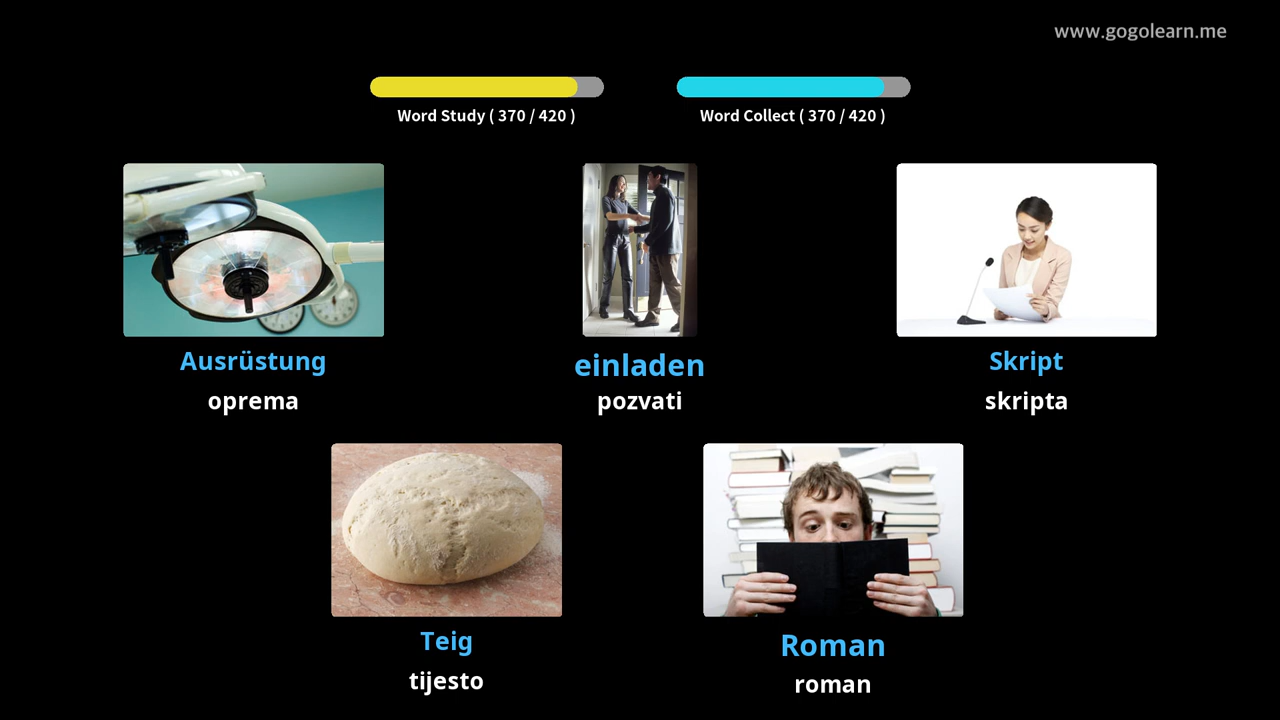 www.gogolearn.me
Word Study ( 370 / 420 )
Word Collect ( 370 / 420 )
Ausrüstung
oprema
einladen
pozvati
Skript
skripta
Teig
tijesto
Roman
roman